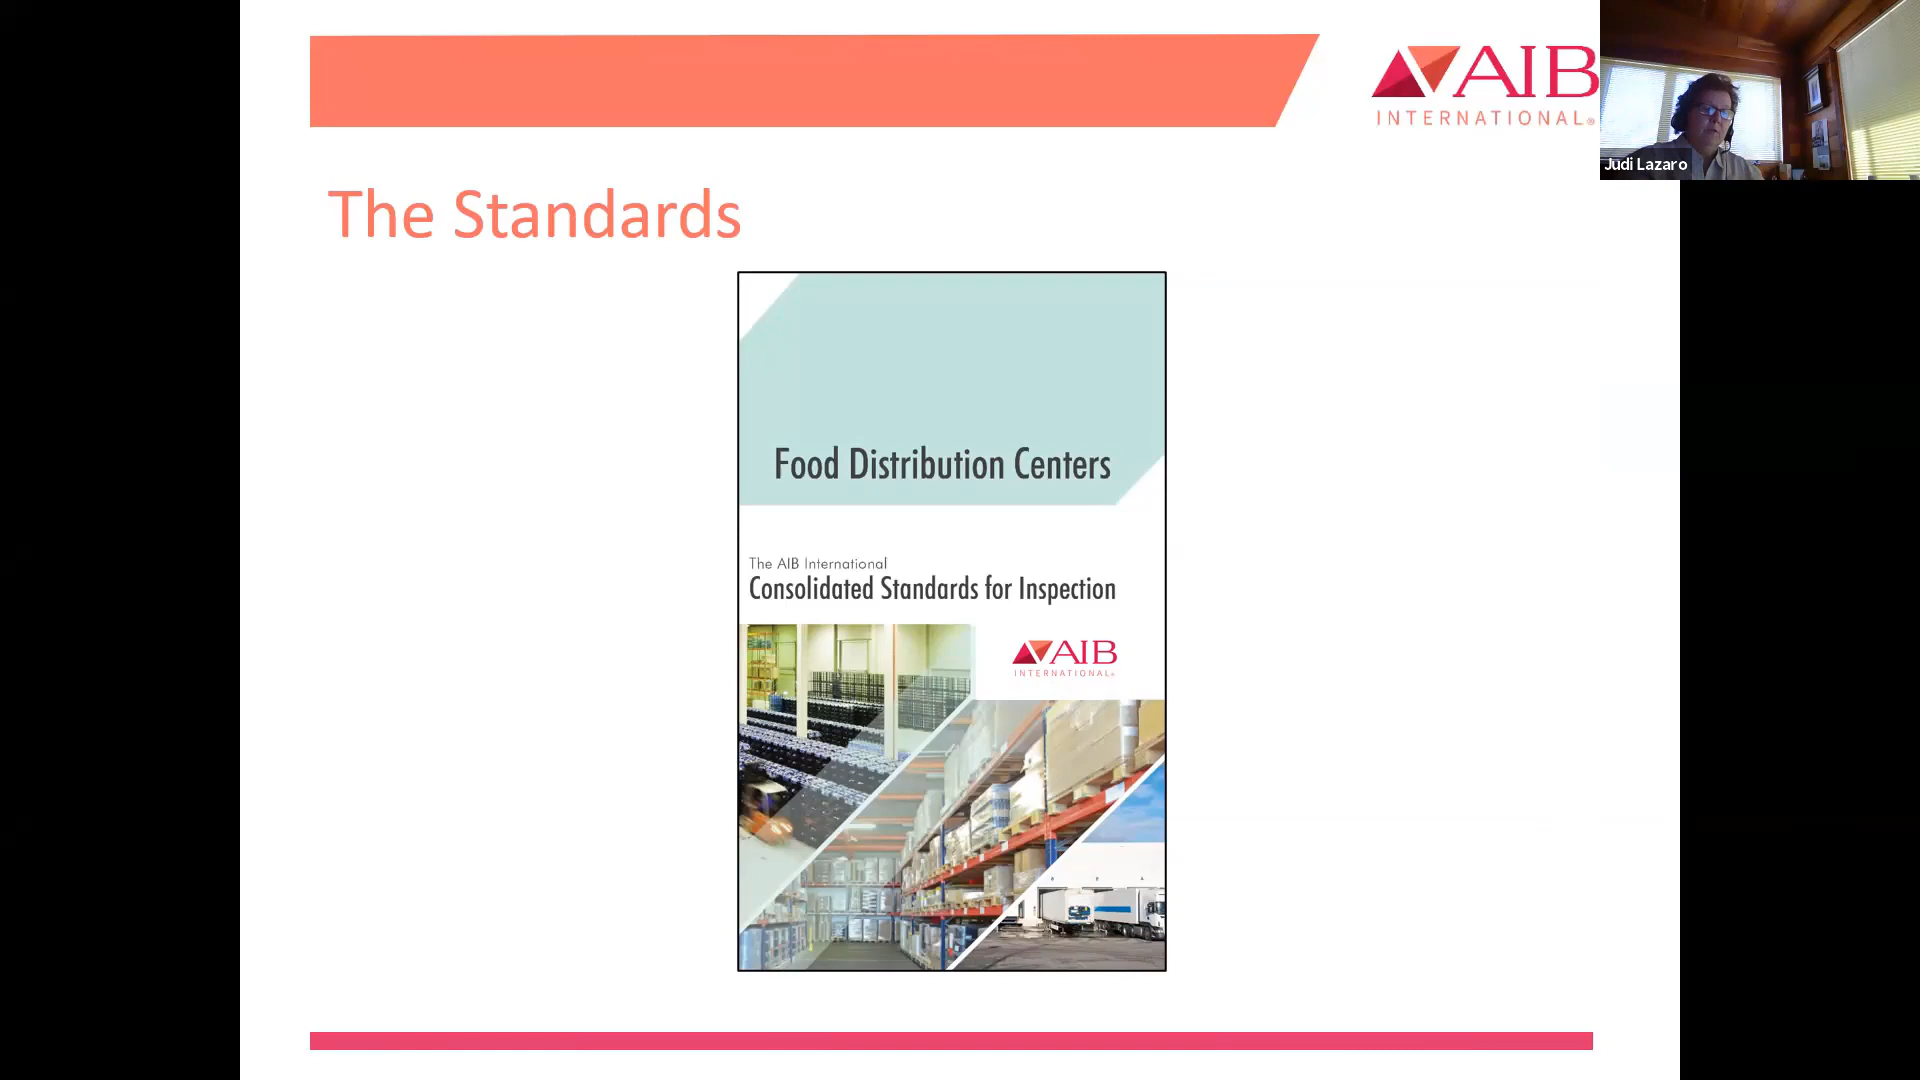 AIB
INTERNATIONAL®
Judi Lazaro
The Standards
Food Distribution Centers
The AIB International
Consolidated Standards for Inspection
AIB
INTERNATIONAL®